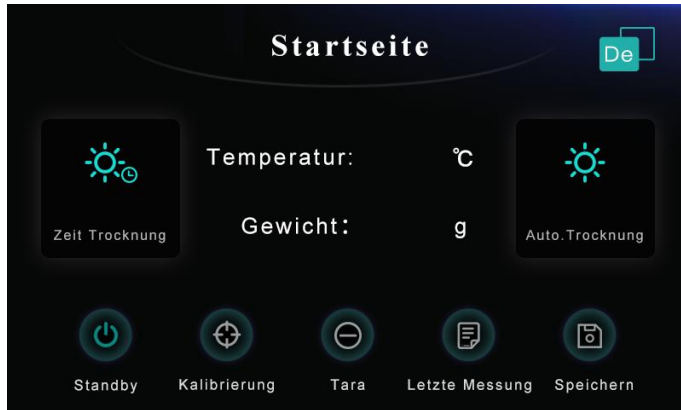 Startseite
De
Temperatur: ℃
Zeit Trocknung
Gewicht: g
Auto.Trocknung
Standby
Kalibrierung
Tara
Letzte Messung
Speichern